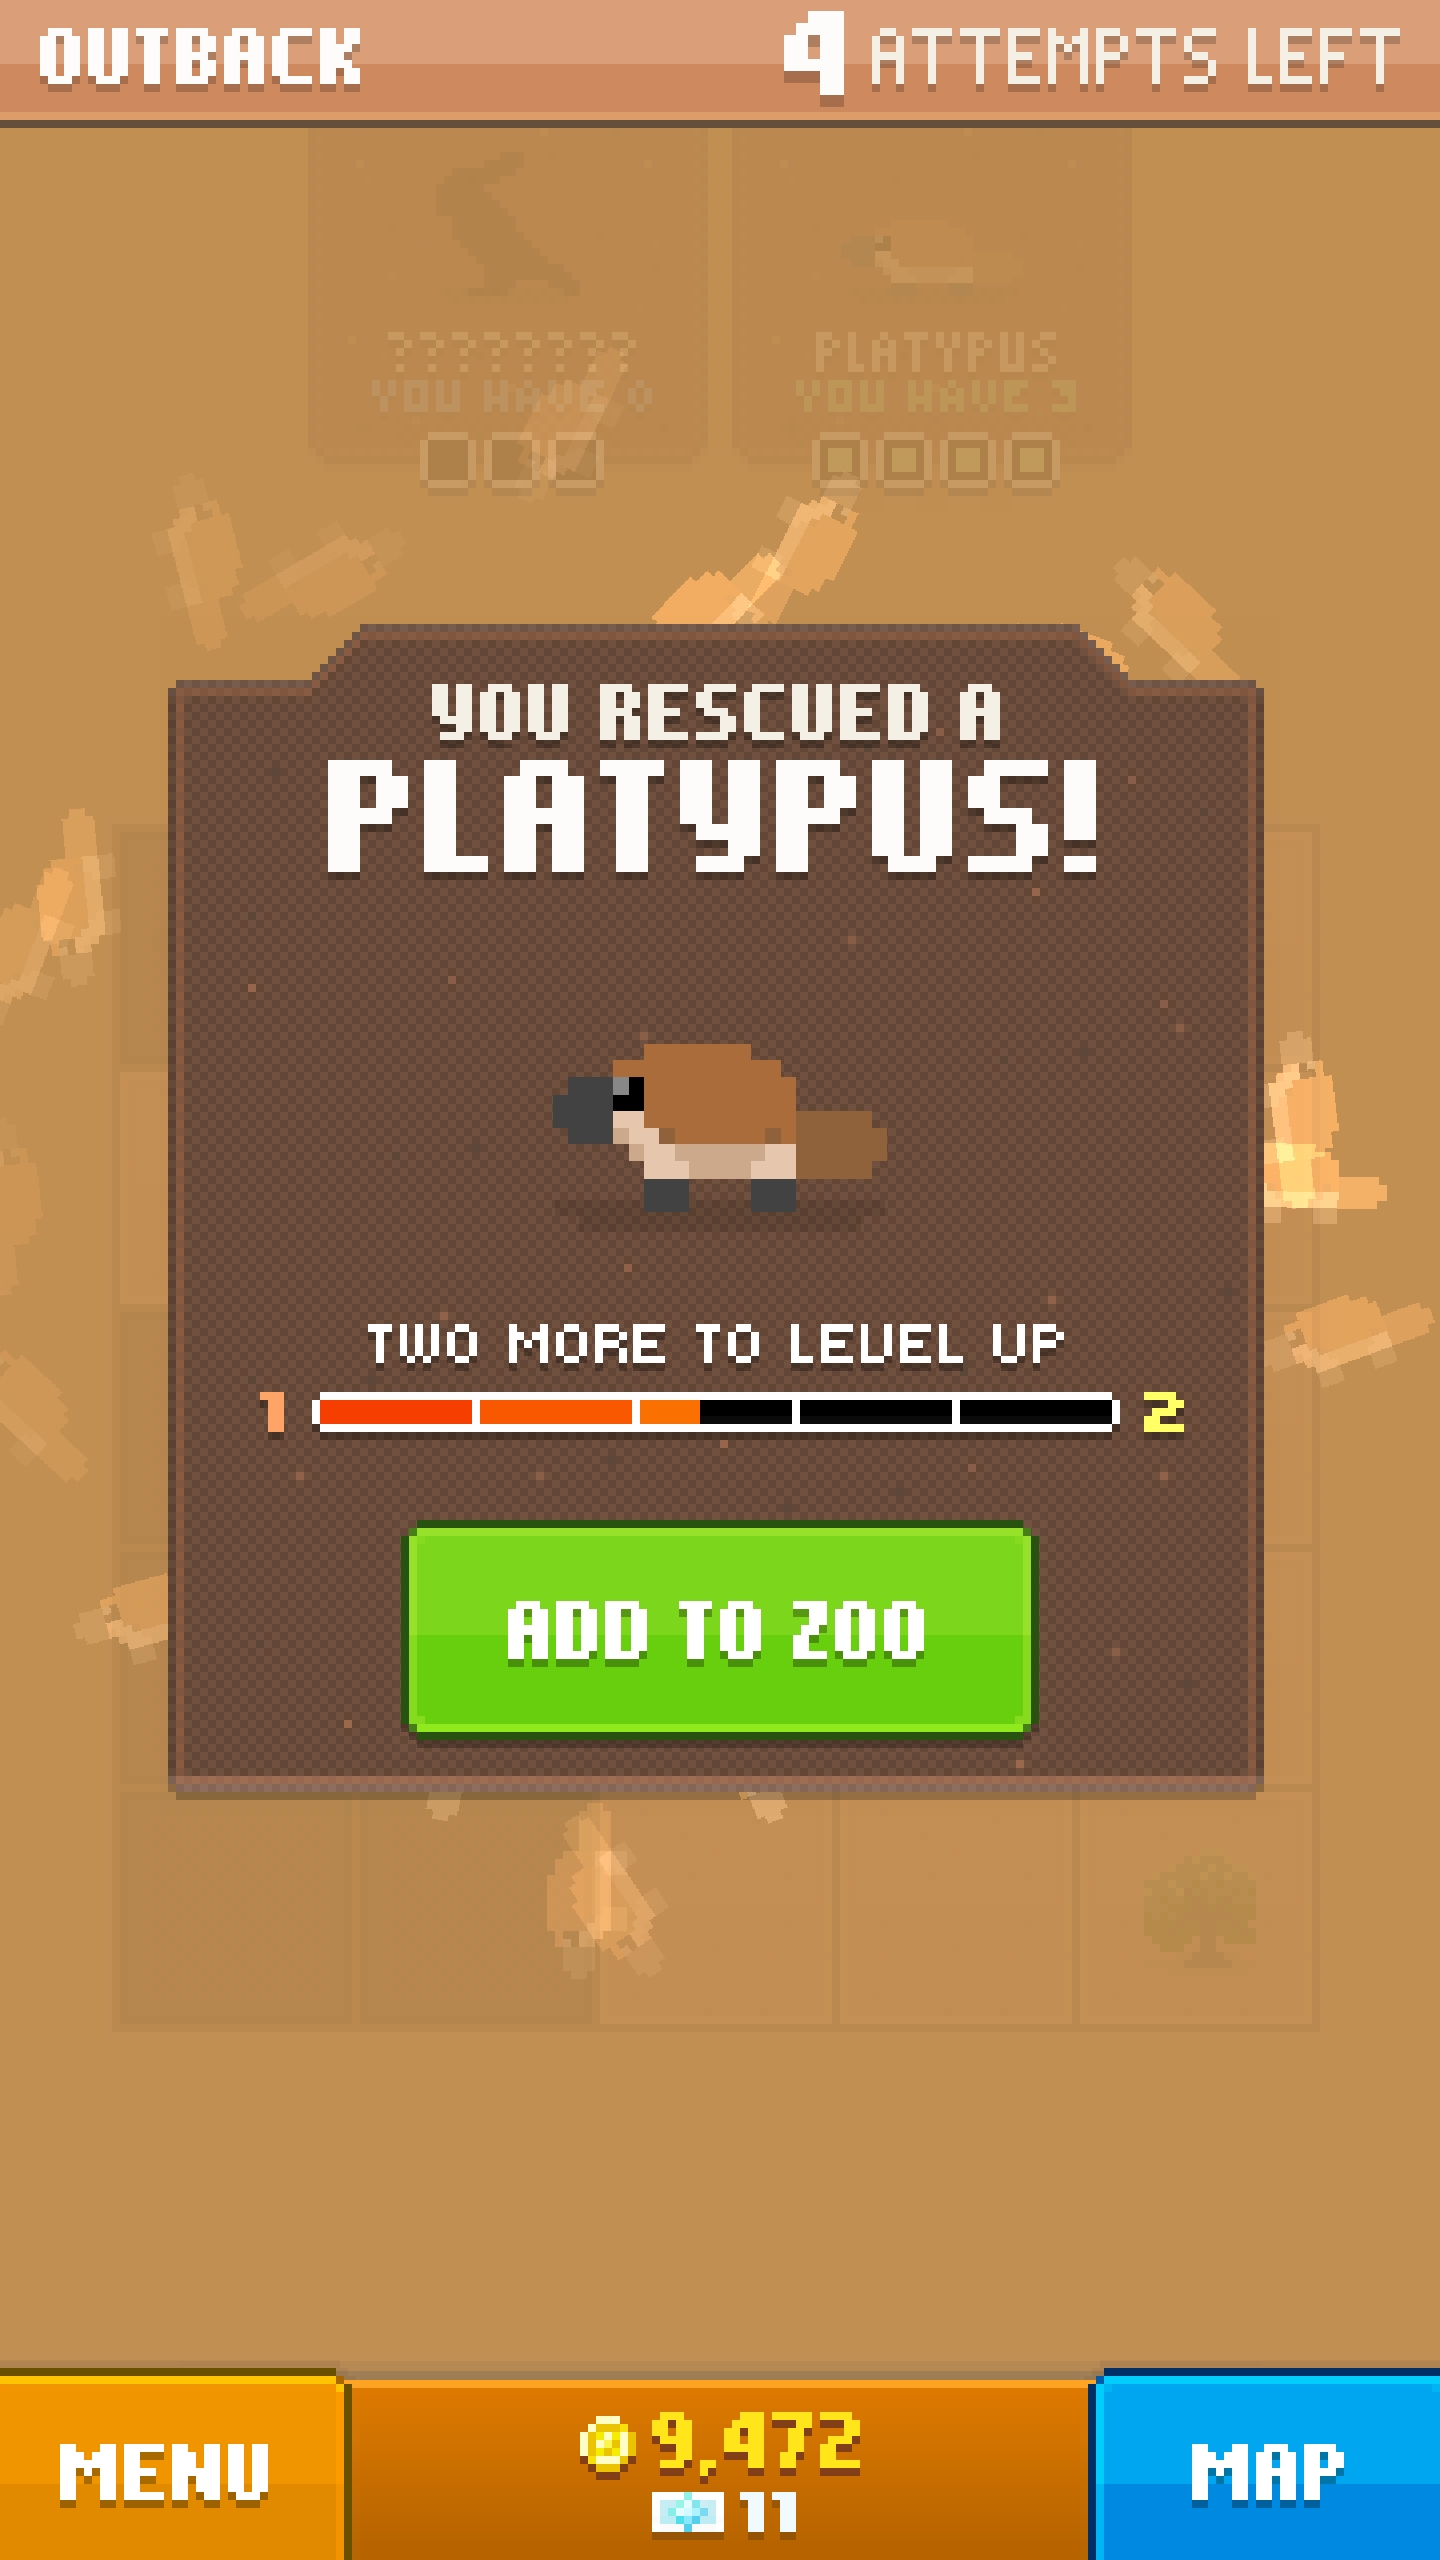 OUTBACK
4 ATTEMPTS LEFT
????????
YOU HAVE 0
PLATYPUS
YOU HAVE 3
YOU RESCUED A
PLATYPUS!
TWO MORE TO LEVEL UP
1
2
ADD TO ZOO
MENU
9,472
11
MAP